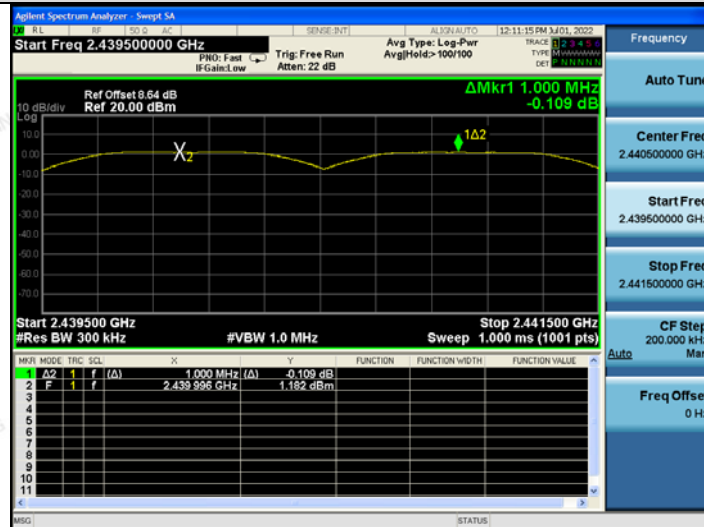 Agilent Spectrum Analyzer - Swept SA
RL RF 50 Ω AC SENSE:INT ALIGNAUTO 12:11:15 PM Jul 01, 2022
Start Freq 2.439500000 GHz
PNO: Fast
IFGain:Low
Trig: Free Run
Atten: 22 dB
Avg Type: Log-Pwr
Avg|Hold:>100/100
TRACE 1 2 3 4 5 6
TYPE M
DET P N N N N N
ΔMkr1 1.000 MHz
-0.109 dB
Ref Offset 8.64 dB
10 dB/div Ref 20.00 dBm
Log
10.0
0.00
-10.0
-20.0
-30.0
-40.0
-50.0
-60.0
-70.0
X2
1Δ2
Start 2.439500 GHz Stop 2.441500 GHz
#Res BW 300 kHz #VBW 1.0 MHz Sweep 1.000 ms (1001 pts)
MKR MODE TRC SCL X Y FUNCTION FUNCTION WIDTH FUNCTION VALUE
1 Δ2 1 f (Δ) 1.000 MHz (Δ) -0.109 dB
2 F 1 f 2.439 996 GHz 1.182 dBm
3
4
5
6
7
8
9
10
11
MSG STATUS
Frequency
Auto Tune
Center Freq
2.440500000 GHz
Start Freq
2.439500000 GHz
Stop Freq
2.441500000 GHz
CF Step
200.000 kHz
Auto Man
Freq Offset
0 Hz